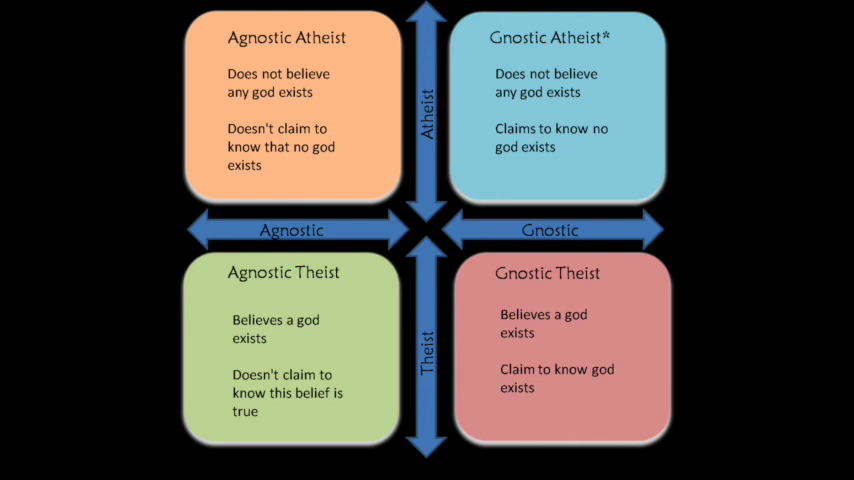 Agnostic Atheist
Does not believe
any god exists
Doesn't claim to
know that no god
exists
Atheist
Gnostic Atheist*
Does not believe
any god exists
Claims to know no
god exists
Agnostic
Gnostic
Agnostic Theist
Believes a god
exists
Doesn't claim to
know this belief is
true
Theist
Gnostic Theist
Believes a god
exists
Claim to know god
exists